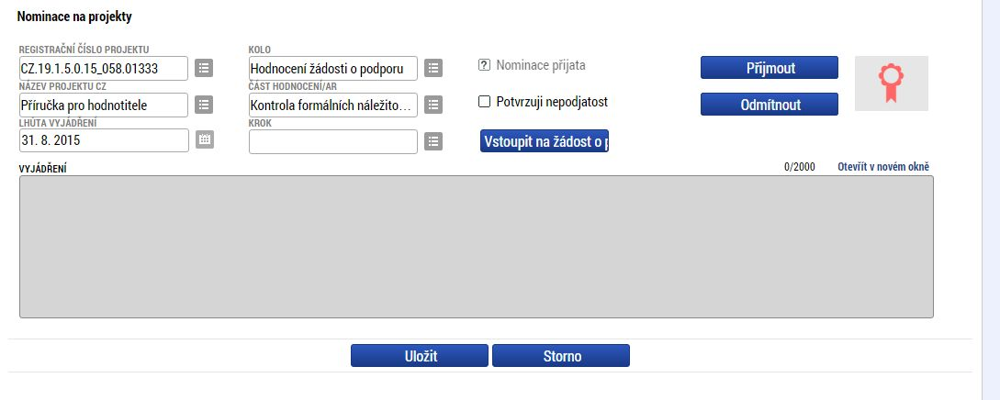 Nominace na projekty
REGISTRAČNÍ ČÍSLO PROJEKTU
CZ.19.1.5.0.15_058.01333
KOLO
Hodnocení žádosti o podporu
Nominace přijata
Přijmout
NÁZEV PROJEKTU CZ
Příručka pro hodnotitele
ČÁST HODNOCENÍ/AR
Kontrola formálních náležito...
Potvrzuji nepodjatost
Odmítnout
LHŮTA VYJÁDŘENÍ
31. 8. 2015
KROK
Vstoupit na žádost o p
VYJÁDŘENÍ
0/2000
Otevřít v novém okně
Uložit
Storno